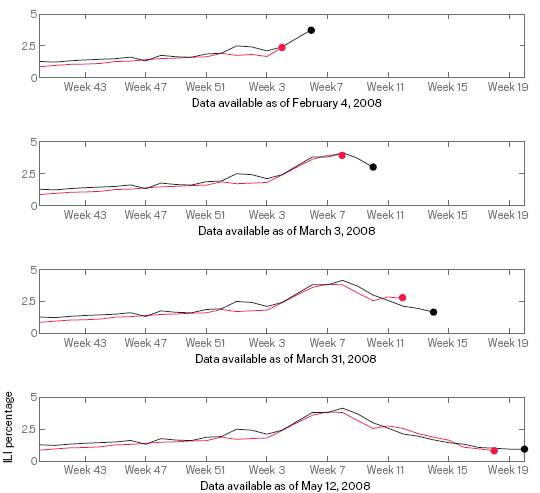 5
2.5
0
Week 43 Week 47 Week 51 Week 3 Week 7 Week 11 Week 15 Week 19
Data available as of February 4, 2008
5
2.5
0
Week 43 Week 47 Week 51 Week 3 Week 7 Week 11 Week 15 Week 19
Data available as of March 3, 2008
5
2.5
0
Week 43 Week 47 Week 51 Week 3 Week 7 Week 11 Week 15 Week 19
Data available as of March 31, 2008
ILI percentage
5
2.5
0
Week 43 Week 47 Week 51 Week 3 Week 7 Week 11 Week 15 Week 19
Data available as of May 12, 2008